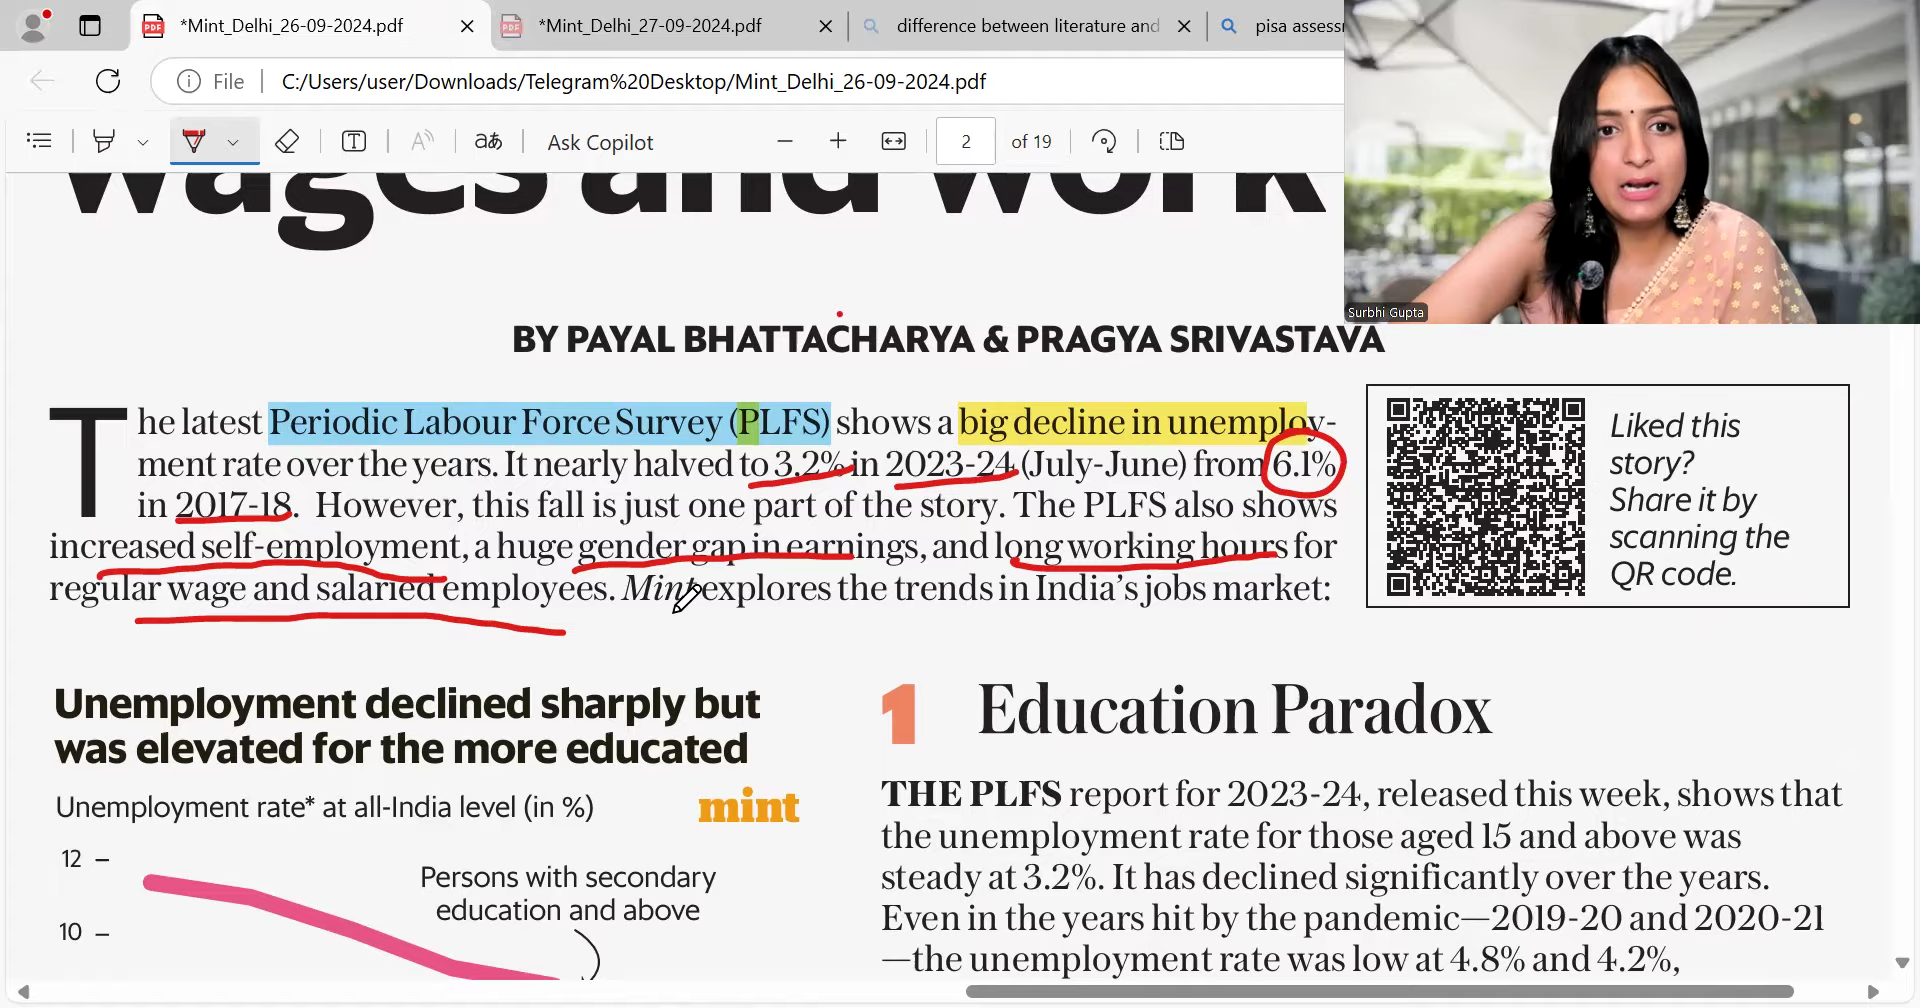 *Mint_Delhi_26-09-2024.pdf
*Mint_Delhi_27-09-2024.pdf
difference between literature and
pisa assessm
File
C:/Users/user/Downloads/Telegram%20Desktop/Mint_Delhi_26-09-2024.pdf
Ask Copilot
2
of 19
wages and work
Surbhi Gupta
BY PAYAL BHATTACHARYA & PRAGYA SRIVASTAVA
The latest Periodic Labour Force Survey (PLFS) shows a big decline in unemploy-
ment rate over the years. It nearly halved to 3.2% in 2023-24 (July-June) from 6.1%
in 2017-18. However, this fall is just one part of the story. The PLFS also shows
increased self-employment, a huge gender gap in earnings, and long working hours for
regular wage and salaried employees. Mint explores the trends in India's jobs market:
Liked this
story?
Share it by
scanning the
QR code.
Unemployment declined sharply but
was elevated for the more educated
Unemployment rate* at all-India level (in %)
mint
12
Persons with secondary
education and above
10
1 Education Paradox
THE PLFS report for 2023-24, released this week, shows that
the unemployment rate for those aged 15 and above was
steady at 3.2%. It has declined significantly over the years.
Even in the years hit by the pandemic—2019-20 and 2020-21
—the unemployment rate was low at 4.8% and 4.2%,